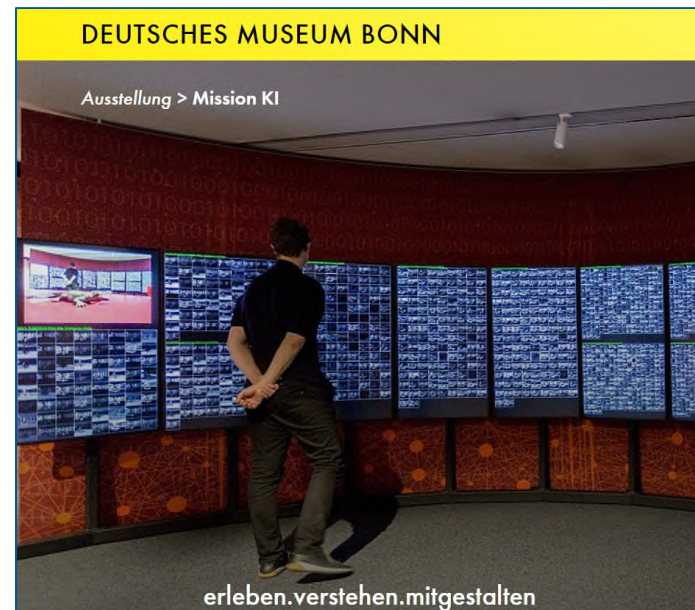 DEUTSCHES MUSEUM BONN
Ausstellung > Mission KI
erleben.verstehen.mitgestalten